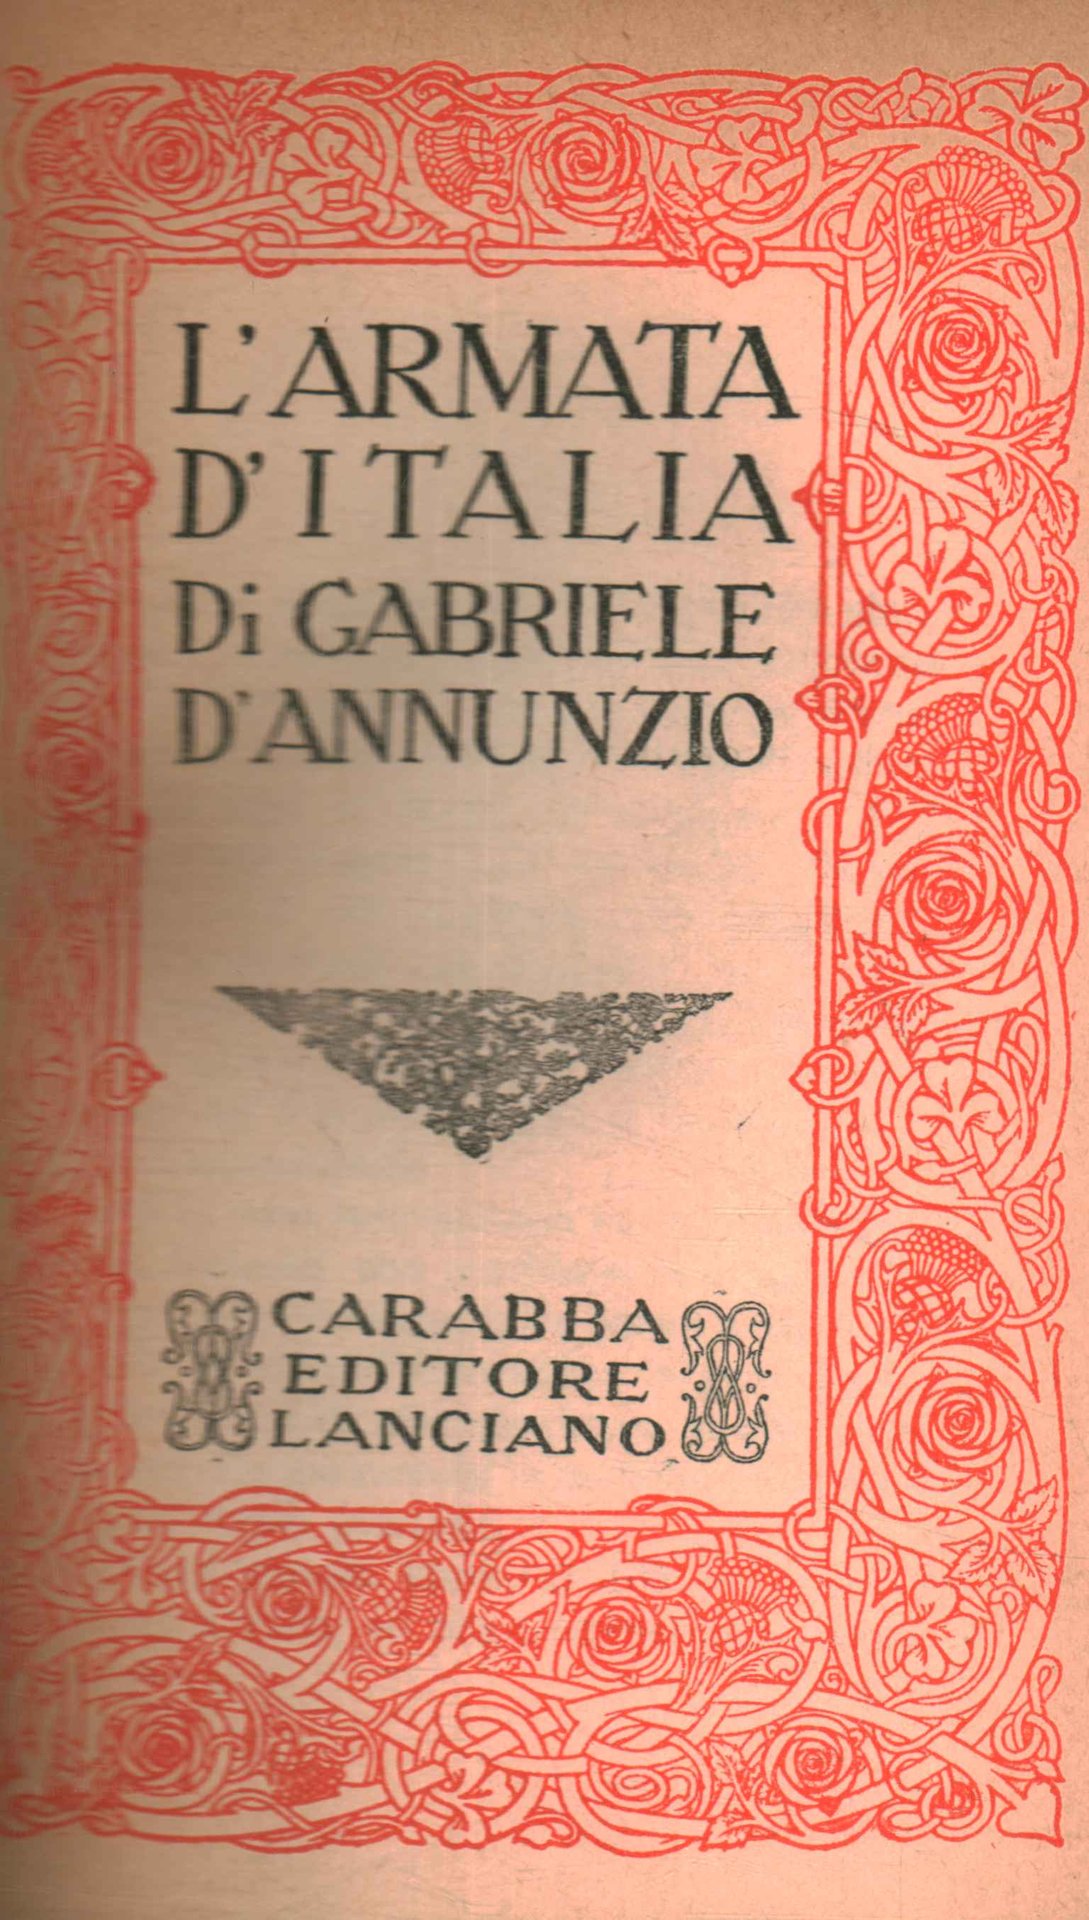 L'ARMATA
D'ITALIA
Di GABRIELE
D'ANNUNZIO
CARABBA
EDITORE
LANCIANO